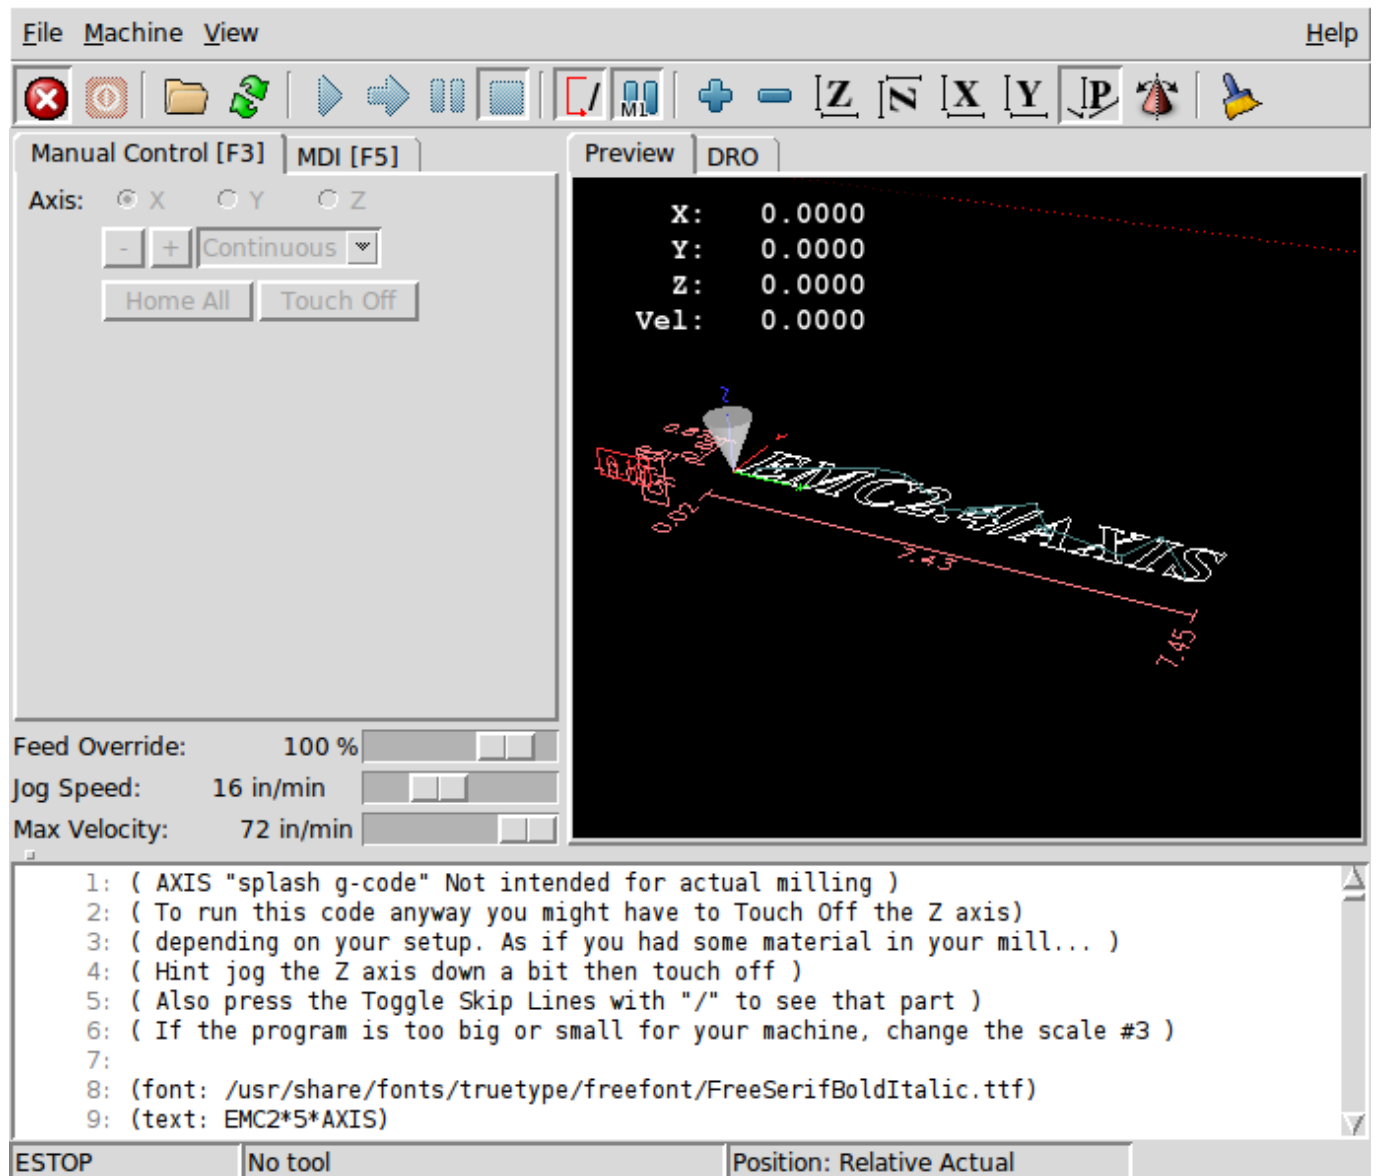 File Machine View Help
M1 Z N X Y P
Manual Control [F3] MDI [F5] Preview DRO
Axis: X Y Z
- + Continuous
Home All Touch Off
X: 0.0000
Y: 0.0000
Z: 0.0000
Vel: 0.0000
EMC2.4/AXIS
0.02
7.43
7.45
Feed Override: 100 %
Jog Speed: 16 in/min
Max Velocity: 72 in/min
1: ( AXIS "splash g-code" Not intended for actual milling )
2: ( To run this code anyway you might have to Touch Off the Z axis)
3: ( depending on your setup. As if you had some material in your mill... )
4: ( Hint jog the Z axis down a bit then touch off )
5: ( Also press the Toggle Skip Lines with "/" to see that part )
6: ( If the program is too big or small for your machine, change the scale #3 )
7:
8: (font: /usr/share/fonts/truetype/freefont/FreeSerifBoldItalic.ttf)
9: (text: EMC2*5*AXIS)
ESTOP No tool Position: Relative Actual